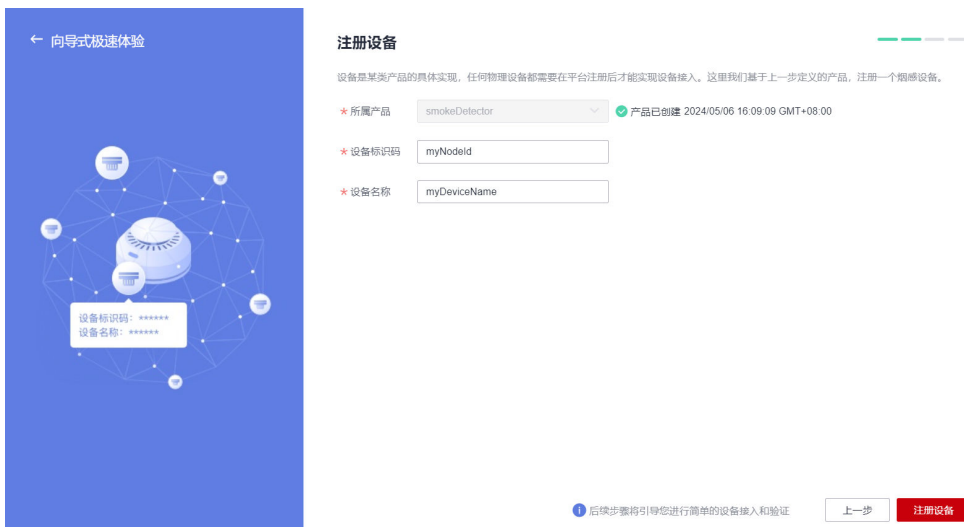 ← 向导式极速体验
设备标识码：******
设备名称：******
注册设备
设备是某类产品的具体实现，任何物理设备都需要在平台注册后才能实现设备接入。这里我们基于上一步定义的产品，注册一个烟感设备。
★ 所属产品 smokeDetector 产品已创建 2024/05/06 16:09:09 GMT+08:00
★ 设备标识码 myNodeId
★ 设备名称 myDeviceName
后续步骤将引导您进行简单的设备接入和验证 上一步 注册设备